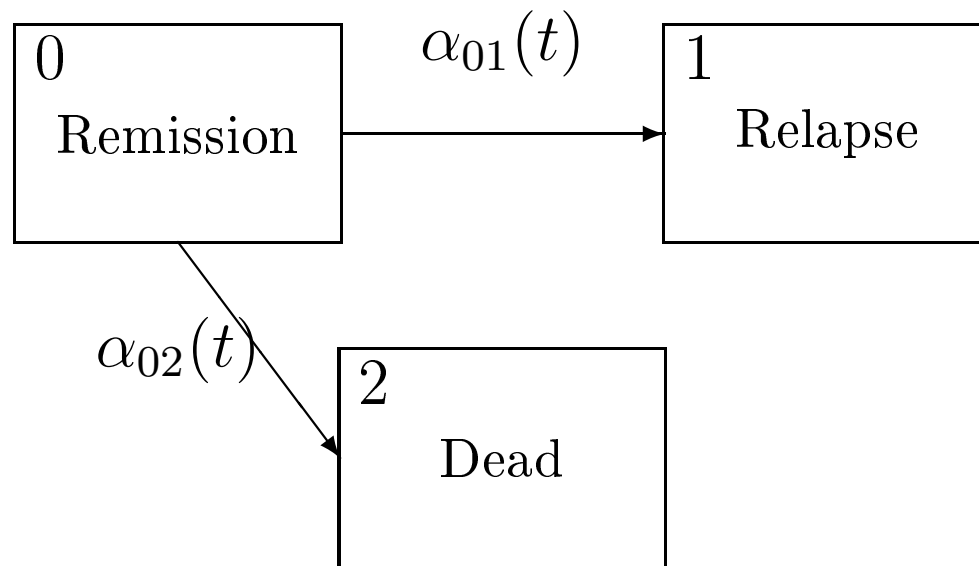 0
Remission
α₀₁(t)
1
Relapse
α₀₂(t)
2
Dead